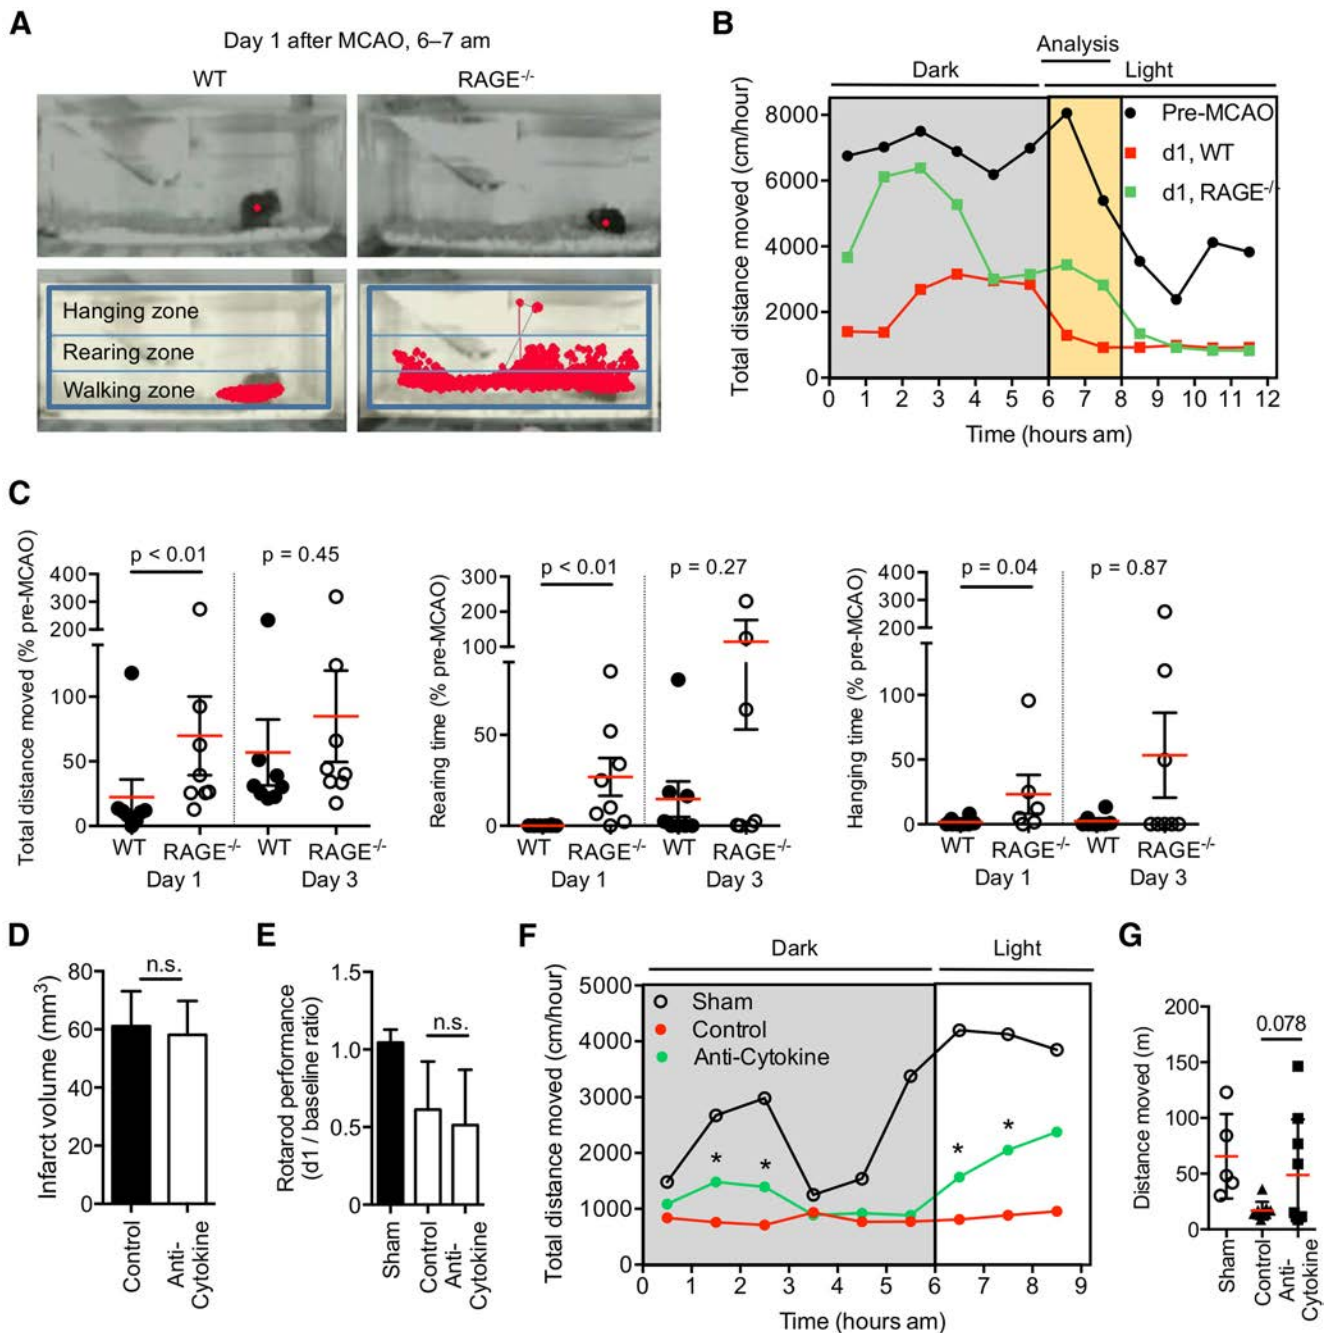 A
Day 1 after MCAO, 6–7 am
WT RAGE-/-
Hanging zone
Rearing zone
Walking zone
B
Analysis
Dark Light
Total distance moved (cm/hour)
8000
6000
4000
2000
0
Pre-MCAO
d1, WT
d1, RAGE-/-
0 1 2 3 4 5 6 7 8 9 10 11 12
Time (hours am)
C
Total distance moved (% pre-MCAO)
p < 0.01 p = 0.45
400
300
200
100
50
0
WT RAGE-/- WT RAGE-/-
Day 1 Day 3
Rearing time (% pre-MCAO)
p < 0.01 p = 0.27
300
200
100
50
0
WT RAGE-/- WT RAGE-/-
Day 1 Day 3
Hanging time (% pre-MCAO)
p = 0.04 p = 0.87
400
300
200
100
50
0
WT RAGE-/- WT RAGE-/-
Day 1 Day 3
D
Infarct volume (mm3)
n.s.
80
60
40
20
0
Control
Anti-
Cytokine
E
Rotarod performance
(d1 / baseline ratio)
n.s.
1.5
1.0
0.5
0
Sham
Control
Anti-
Cytokine
F
Dark Light
Total distance moved (cm/hour)
5000
4000
3000
2000
1000
0
Sham
Control
Anti-Cytokine
* * * *
0 1 2 3 4 5 6 7 8 9
Time (hours am)
G
Distance moved (m)
0.078
200
150
100
50
0
Sham
Control
Anti-
Cytokine